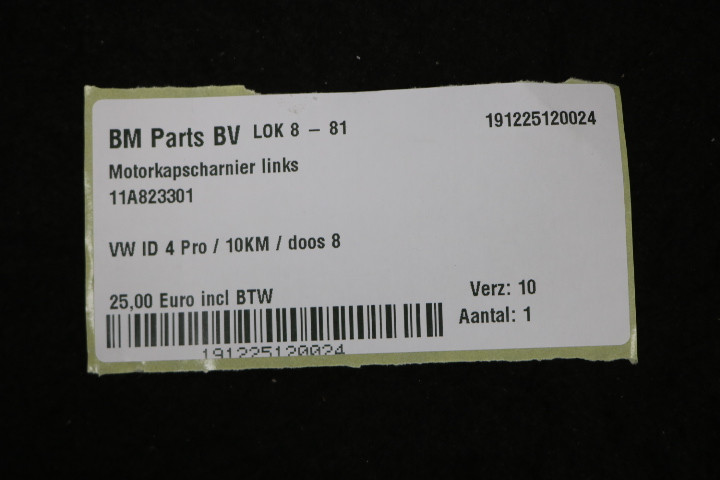 BM Parts BV LOK 8 - 81 191225120024
Motorkapscharnier links
11A823301
VW ID 4 Pro / 10KM / doos 8
25,00 Euro incl BTW Verz: 10
Aantal: 1
191225120024